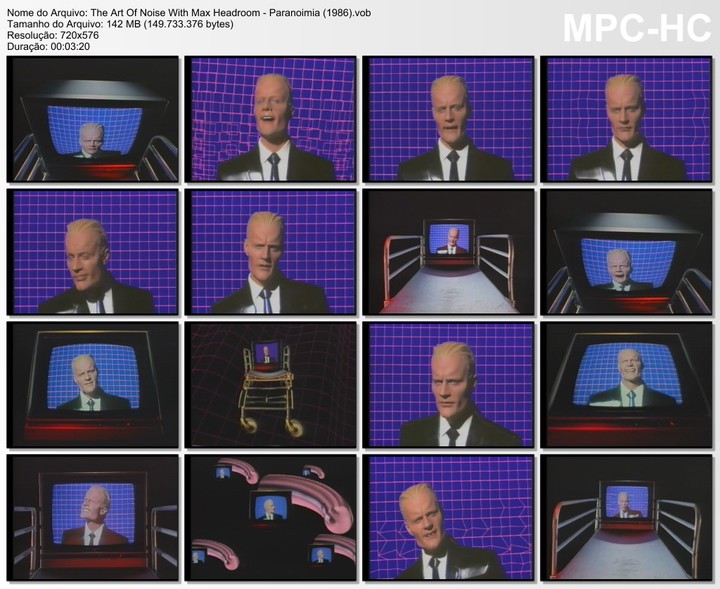 Nome do Arquivo: The Art Of Noise With Max Headroom - Paranoimia (1986).vob
Tamanho do Arquivo: 142 MB (149.733.376 bytes)
Resolução: 720x576
Duração: 00:03:20
MPC-HC